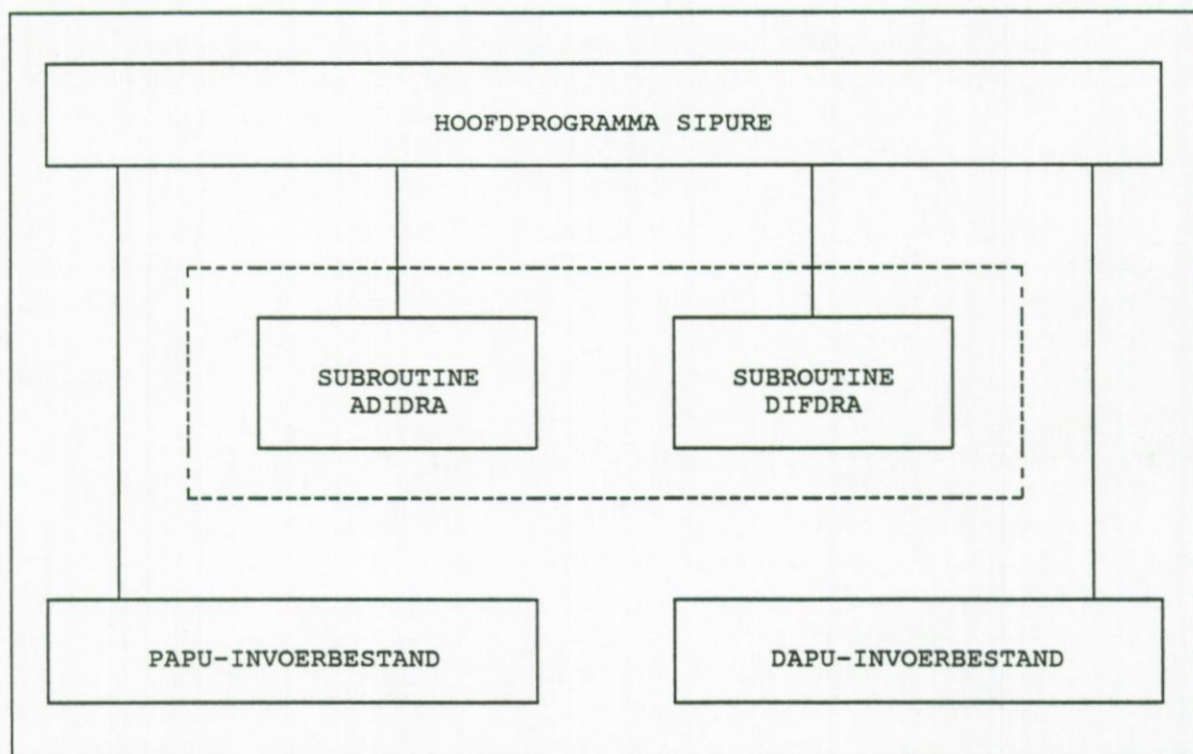 HOOFDPROGRAMMA SIPURE
SUBROUTINE
ADIDRA
SUBROUTINE
DIFDRA
PAPU-INVOERBESTAND
DAPU-INVOERBESTAND